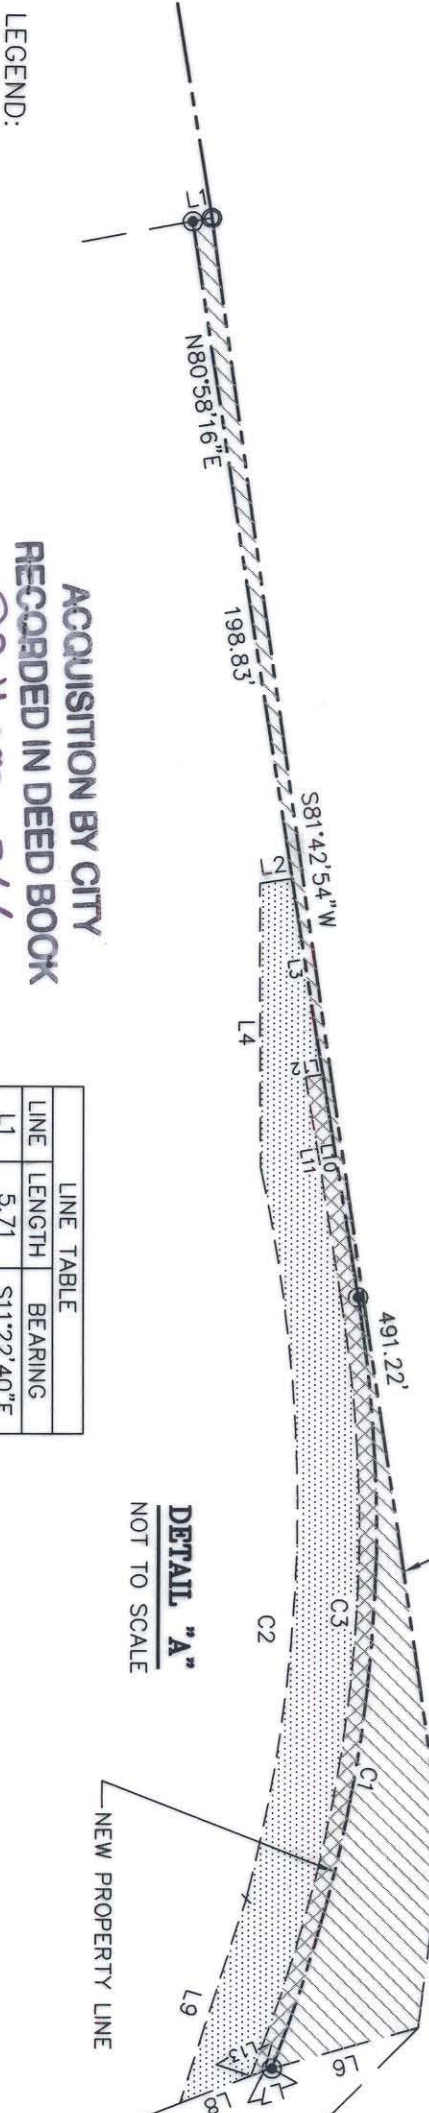 LEGEND:
L1
N80°58'16"E
198.83'
S81°42'54"W
L2
L3
L4
L10
L11
491.22'
C3
C2
C1
L9
L13
L6
L7
L8
NEW PROPERTY LINE
DETAIL "A"
NOT TO SCALE
ACQUISITION BY CITY
RECORDED IN DEED BOOK
LINE TABLE
LINE LENGTH BEARING
L1 5.71 S11°22'40"E